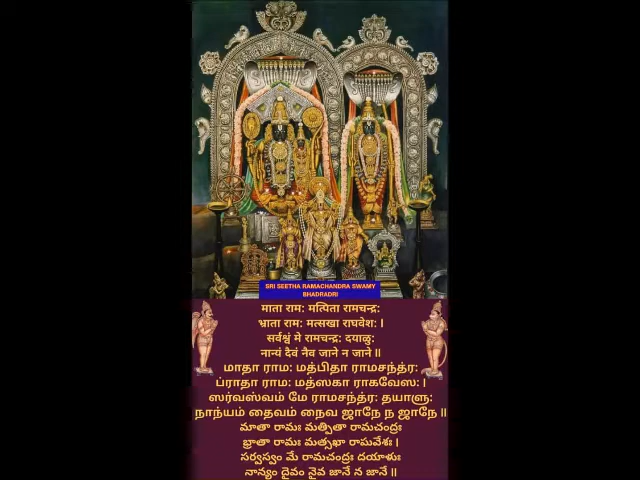 SRI SEETHA RAMACHANDRA SWAMY
BHADRADRI
माता रामः मत्पिता रामचन्द्रः
भ्राता रामः मत्सखा राघवेशः ।
सर्वश्वं मे रामचन्द्रः दयाळुः
नान्यं दैवं नैव जाने न जाने ॥
மாதா ராம: மத்பிதா ராமசந்த்ர:
ப்ராதா ராம: மத்ஸகா ராகவேஸ: |
ஸர்வஸ்வம் மே ராமசந்த்ர: தயாளு:
நாந்யம் தைவம் நைவ ஜாநே ந ஜாநே ॥
మాతా రామః మత్పితా రామచంద్రః
భ్రాతా రామః మత్సఖా రాఘవేశః ।
సర్వస్వం మే రామచంద్రః దయాళుః
నాన్యం దైవం నైవ జానే న జానే ॥